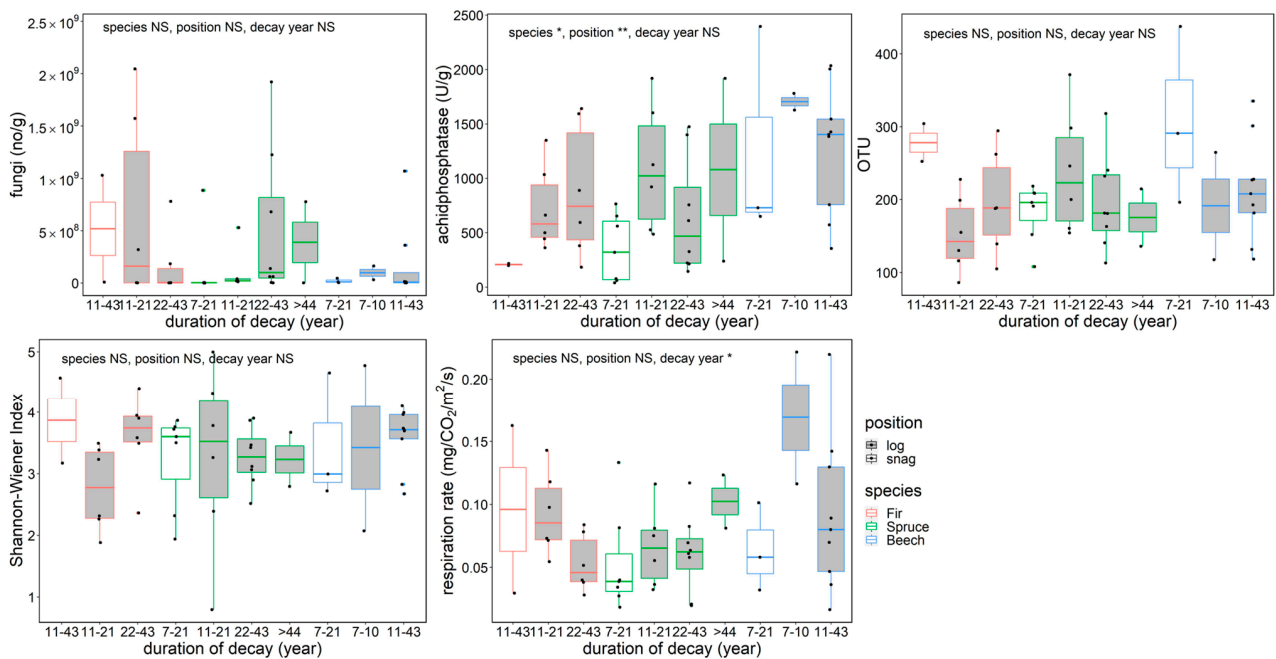 species NS, position NS, decay year NS
fungi (no/g)
2.5×10⁹
2×10⁹
1.5×10⁹
1×10⁹
5×10⁸
0
11-43 11-21 22-43 7-21 11-21 22-43 >44 7-21 7-10 11-43
duration of decay (year)
species *, position **, decay year NS
achidphosptase (U/g)
2500
2000
1500
1000
500
0
11-43 11-21 22-43 7-21 11-21 22-43 >44 7-21 7-10 11-43
duration of decay (year)
species NS, position NS, decay year NS
OTU
400
300
200
100
11-43 11-21 22-43 7-21 11-21 22-43 >44 7-21 7-10 11-43
duration of decay (year)
species NS, position NS, decay year NS
Shannon-Wiener Index
5
4
3
2
1
11-43 11-21 22-43 7-21 11-21 22-43 >44 7-21 7-10 11-43
duration of decay (year)
species NS, position NS, decay year *
respiration rate (mg/CO₂/m²/s)
0.20
0.15
0.10
0.05
11-43 11-21 22-43 7-21 11-21 22-43 >44 7-21 7-10 11-43
duration of decay (year)
position
log
snag
species
Fir
Spruce
Beech